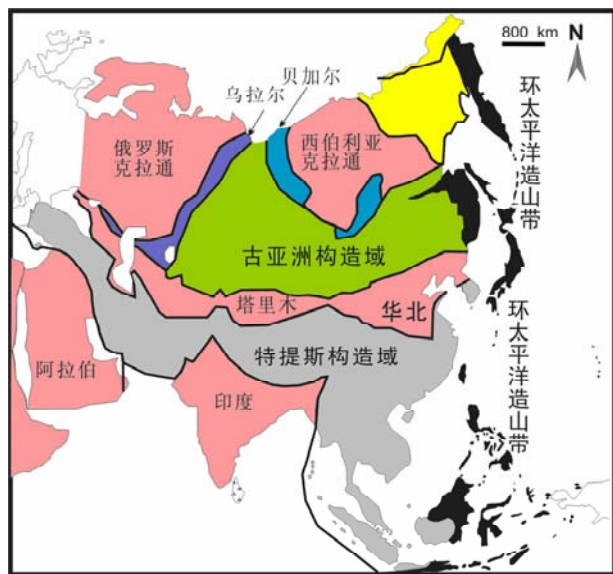 800 km
N
贝加尔
乌拉尔
俄罗斯
克拉通
西伯利亚
克拉通
环太平洋造山带
古亚洲构造域
塔里木
华北
特提斯构造域
阿拉伯
印度
环太平洋造山带